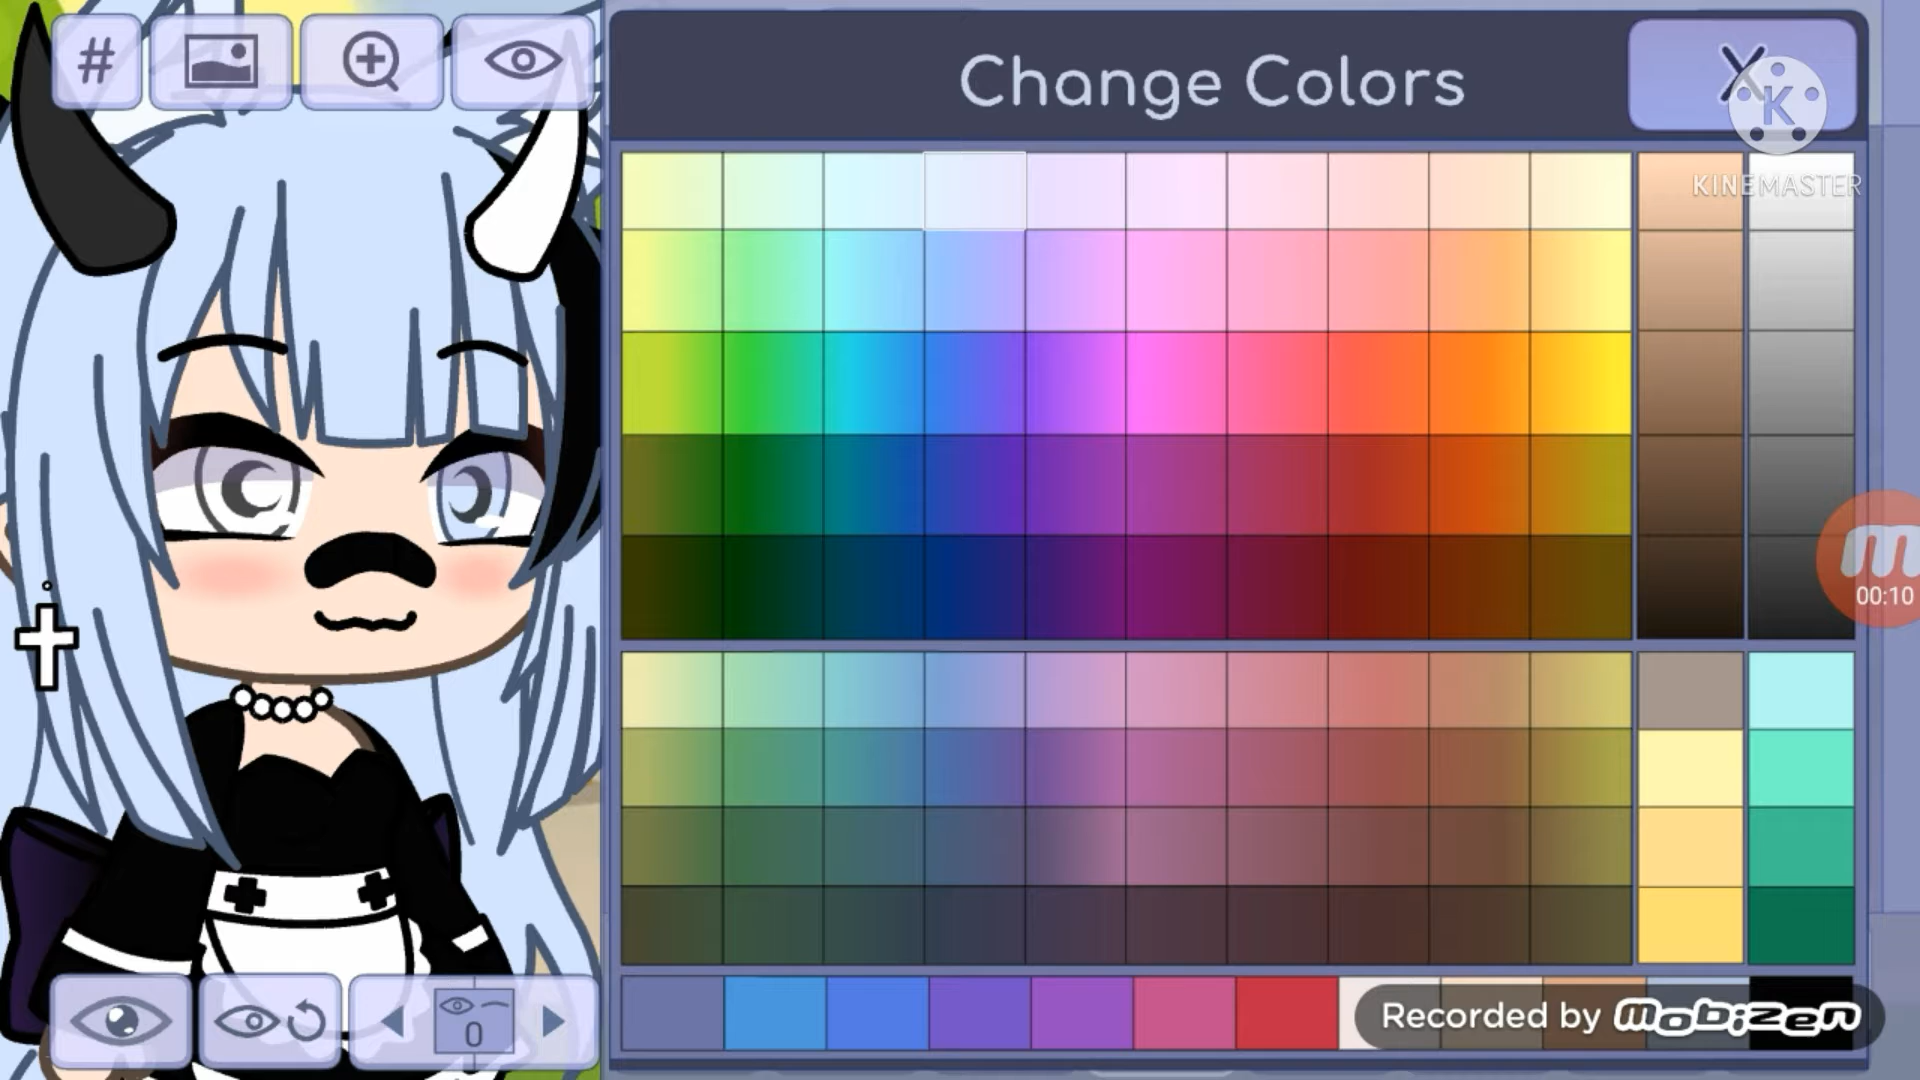 #
Change Colors
X
K
KINEMASTER
00:10
0
Recorded by mobizen